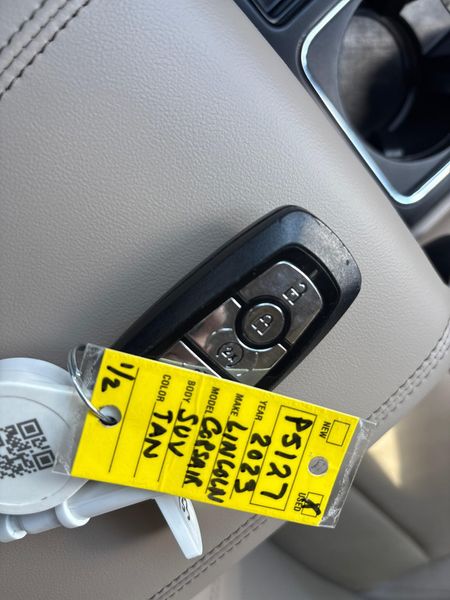 NEW
USED X
P5127
YEAR 2023
MAKE LINCOLN
MODEL CORSAIR
BODY SUV
COLOR TAN
1/2